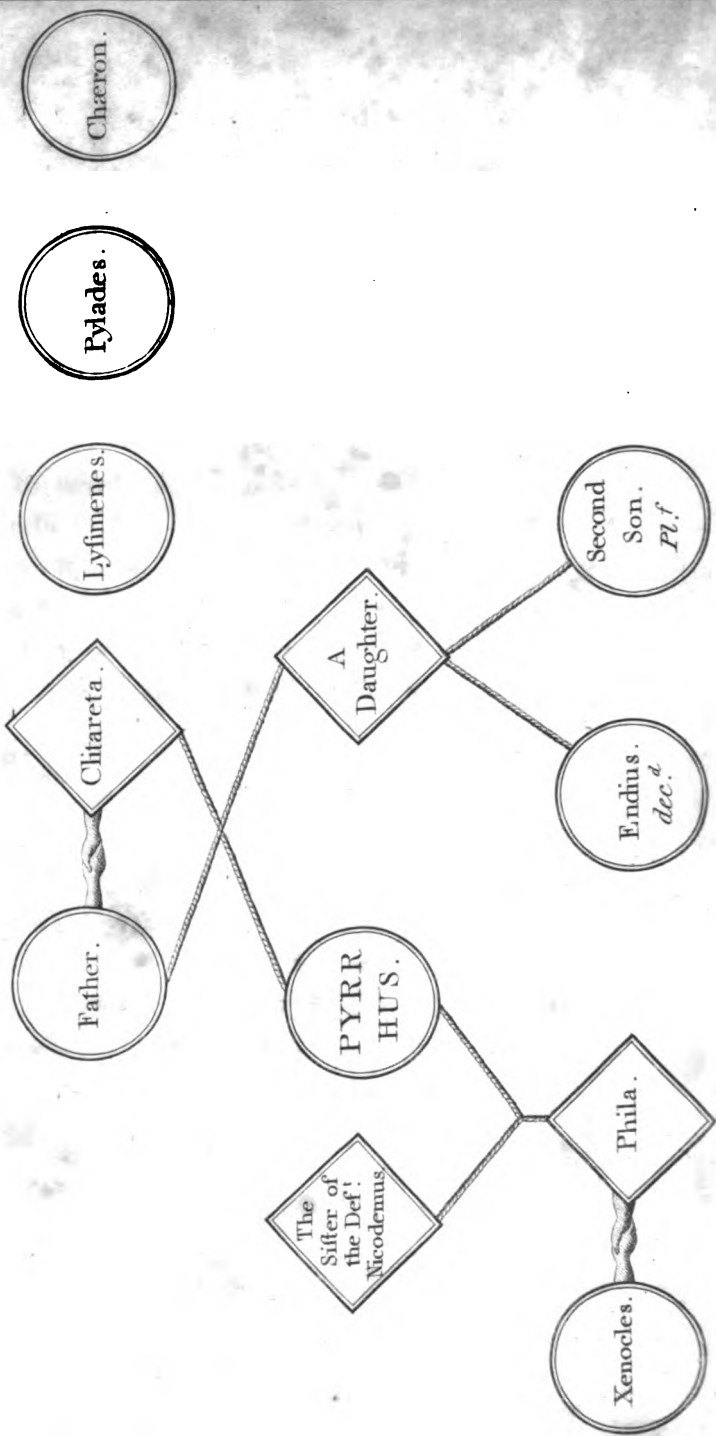 Father.
Clitareta.
Lyſimenes.
Pylades.
Chæron.
The
Siſter of
the Def!
Nicodemus
PYRR
HUS.
A
Daughter.
Xenocles.
Phila.
Endius.
dec.d
Second
Son.
Pl.f